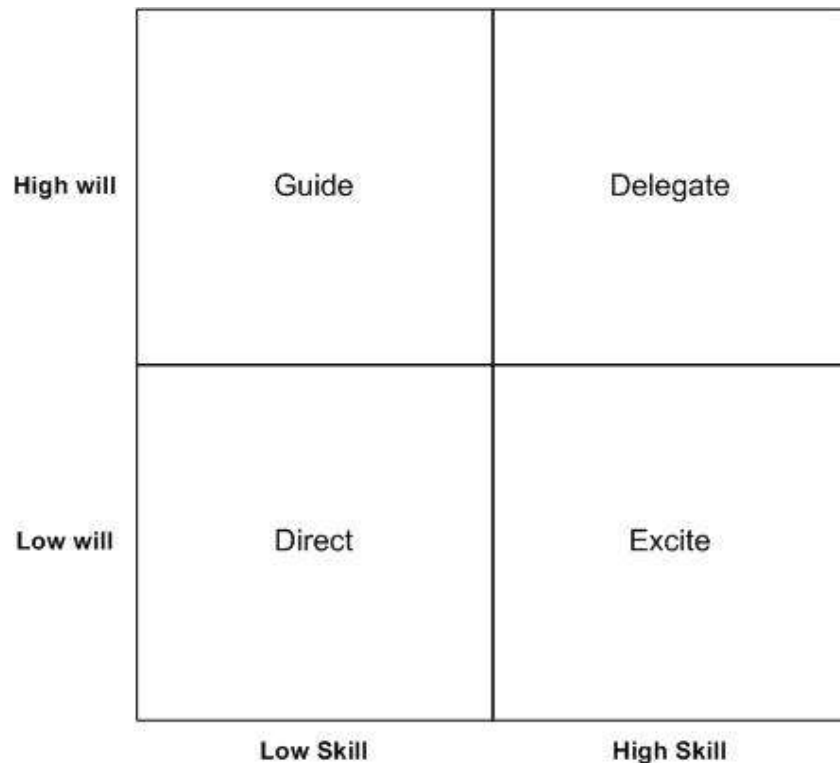 High will
Guide
Delegate
Low will
Direct
Excite
Low Skill
High Skill